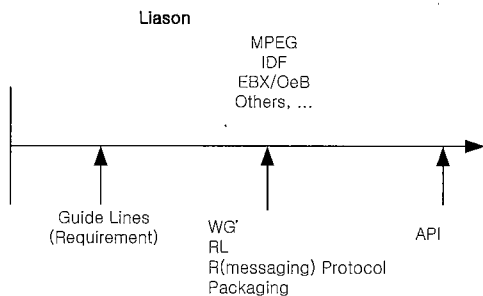 Liason
MPEG
IDF
EBX/OeB
Others, ...
Guide Lines
(Requirement)
WG'
RL
R(messaging) Protocol
Packaging
API